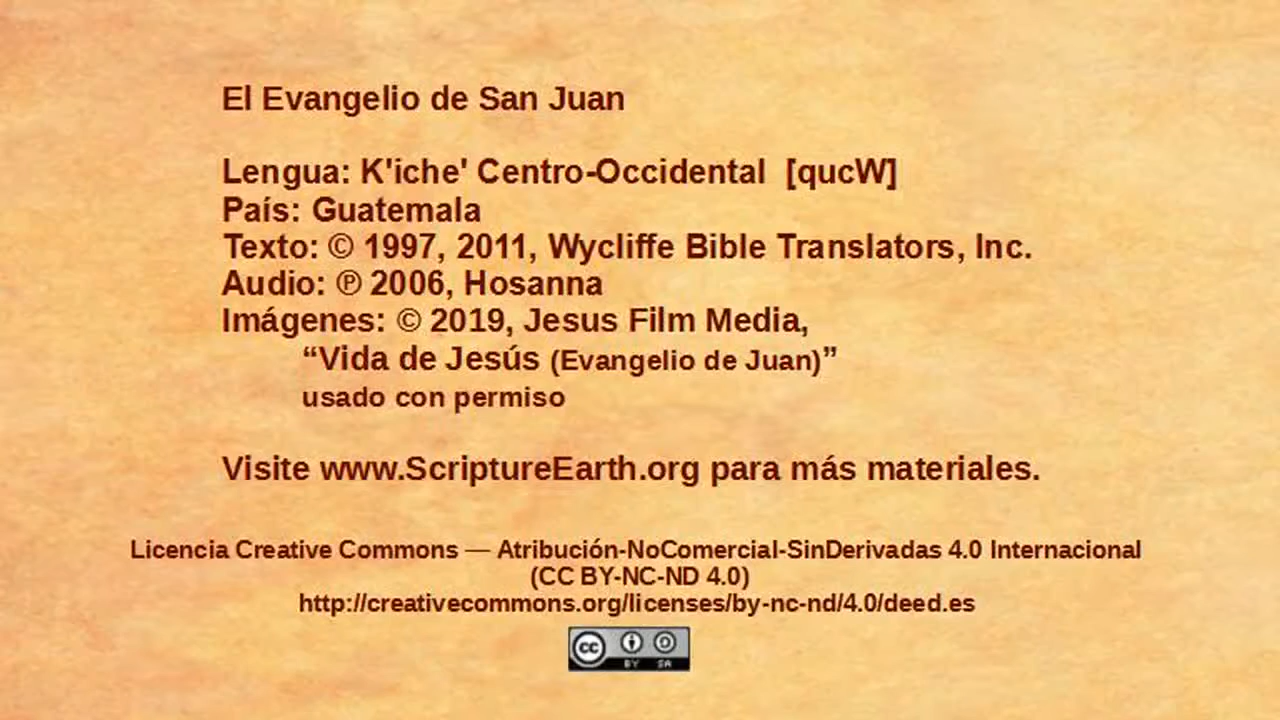 El Evangelio de San Juan
Lengua: K'iche' Centro-Occidental [qucW]
País: Guatemala
Texto: © 1997, 2011, Wycliffe Bible Translators, Inc.
Audio: ℗ 2006, Hosanna
Imágenes: © 2019, Jesus Film Media,
“Vida de Jesús (Evangelio de Juan)”
usado con permiso
Visite www.ScriptureEarth.org para más materiales.
Licencia Creative Commons — Atribución-NoComercial-SinDerivadas 4.0 Internacional
(CC BY-NC-ND 4.0)
http://creativecommons.org/licenses/by-nc-nd/4.0/deed.es
cc
BY SA